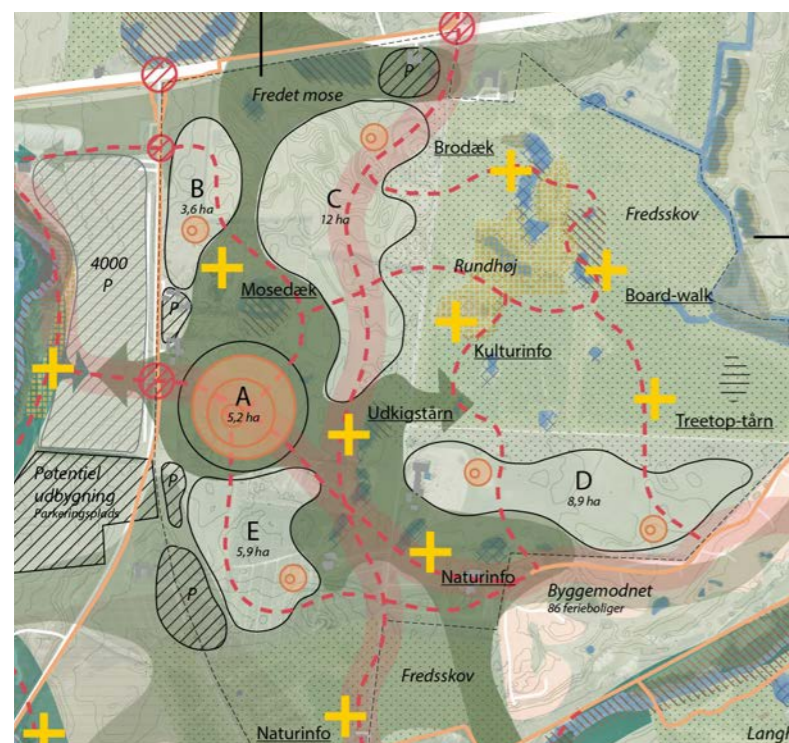 P
Fredet mose
Brodæk
B
3,6 ha
C
12 ha
Fredsskov
4000
P
Rundhøj
Mosedæk
Board-walk
P
Kulturinfo
A
5,2 ha
Udkigstårn
Treetop-tårn
Potentiel
udbygning
Parkeringsplads
P
D
8,9 ha
E
5,9 ha
P
Naturinfo
Byggemodnet
86 ferieboliger
Fredsskov
Naturinfo
Langh